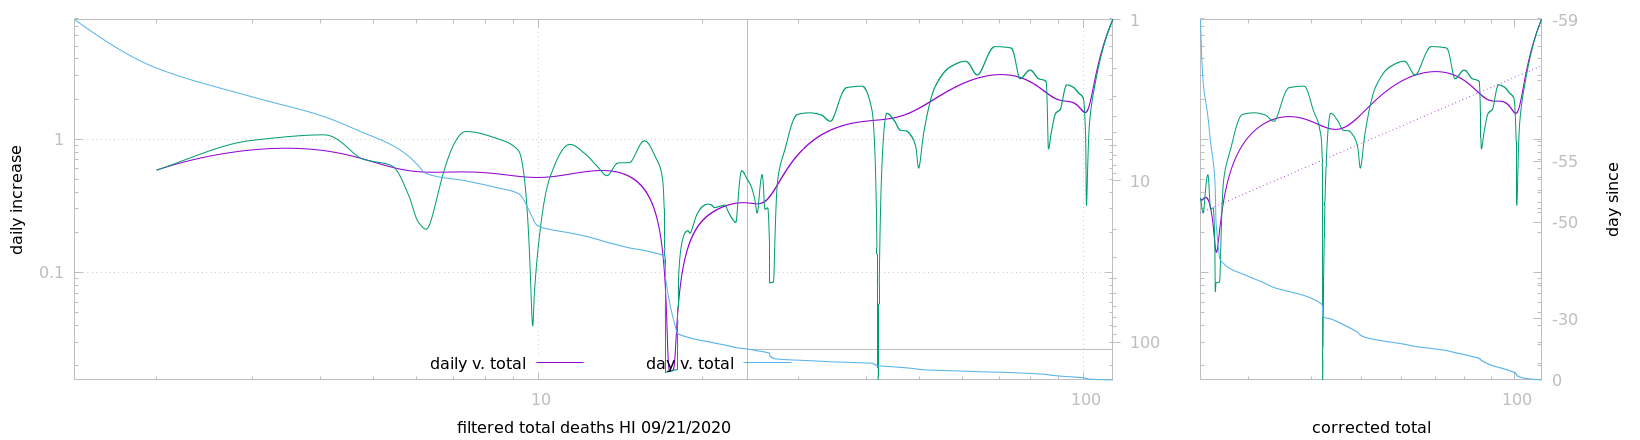 1
-59
1
-55
daily increase
10
-50
day since
0.1
-30
100
daily v. total
day v. total
0
10
100
100
filtered total deaths HI 09/21/2020
corrected total